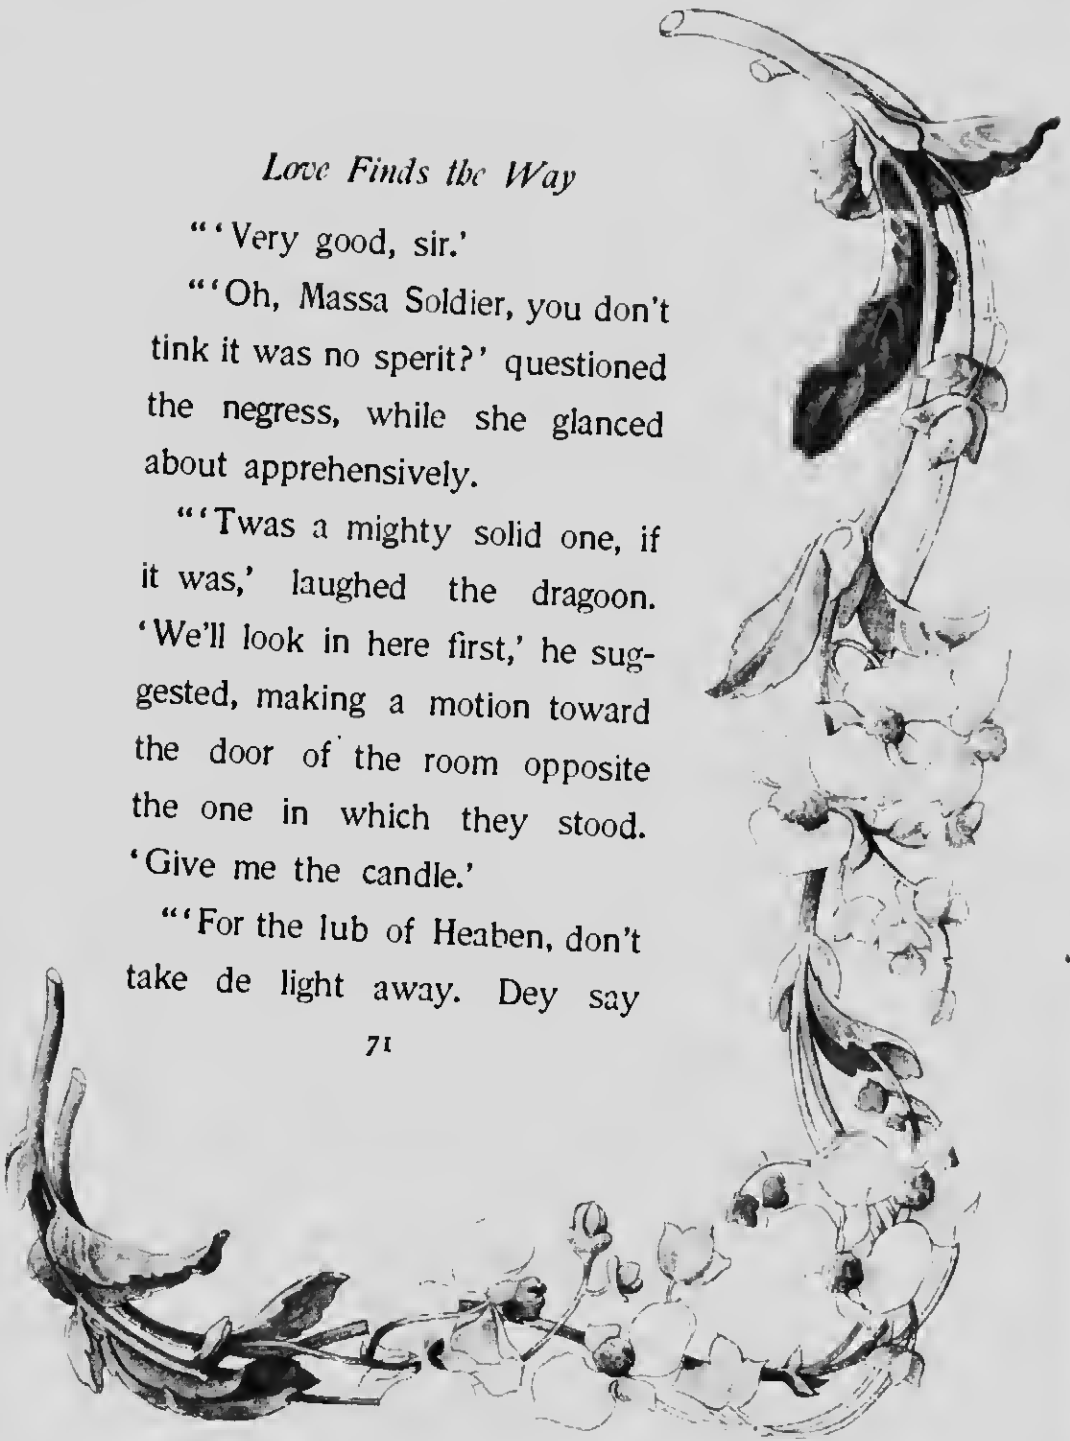 Love Finds the Way
“‘Very good, sir.’
“‘Oh, Massa Soldier, you don't
tink it was no sperit?’ questioned
the negress, while she glanced
about apprehensively.
“‘Twas a mighty solid one, if
it was,’ laughed the dragoon.
‘We'll look in here first,’ he sug-
gested, making a motion toward
the door of the room opposite
the one in which they stood.
‘Give me the candle.’
“‘For the lub of Heaben, don't
take de light away. Dey say
71